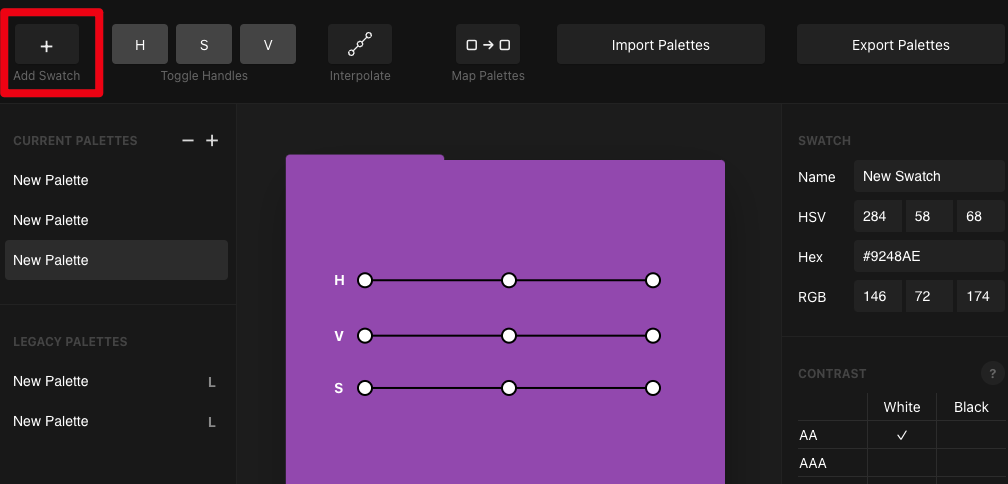 + H S V Import Palettes Export Palettes
Add Swatch Toggle Handles Interpolate Map Palettes
CURRENT PALETTES − +
New Palette
New Palette
New Palette
LEGACY PALETTES
New Palette L
New Palette L
H
V
S
SWATCH
Name New Swatch
HSV 284 58 68
Hex #9248AE
RGB 146 72 174
CONTRAST ?
White Black
AA ✓
AAA